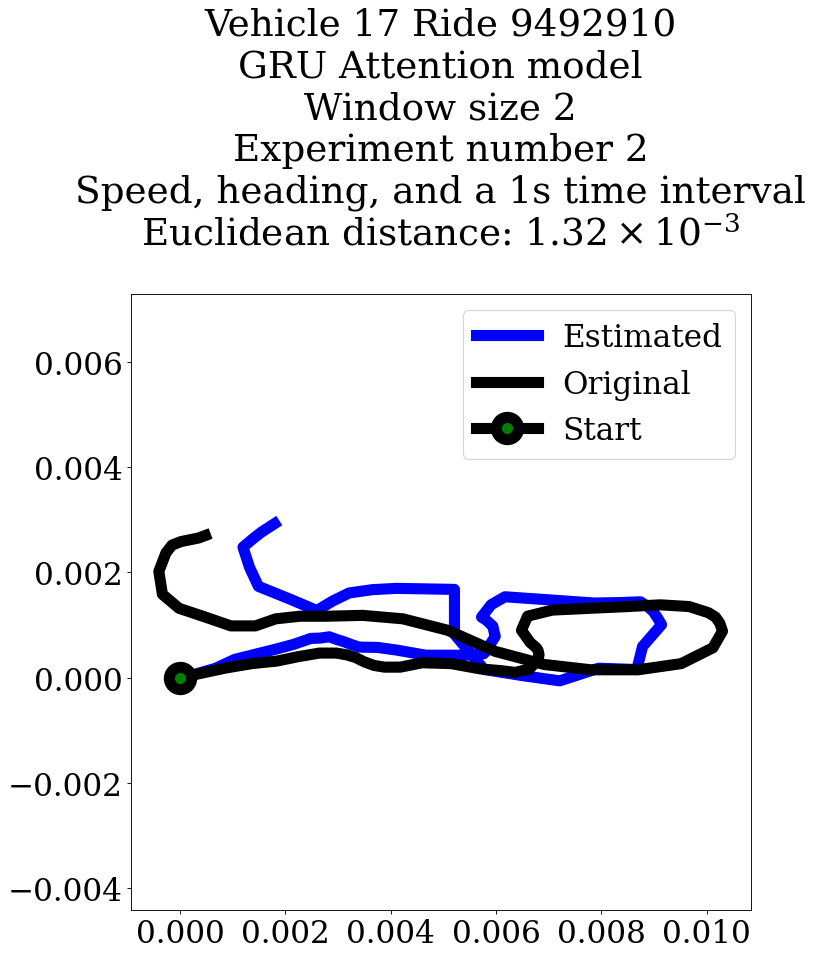 Vehicle 17 Ride 9492910
GRU Attention model
Window size 2
Experiment number 2
Speed, heading, and a 1s time interval
Euclidean distance: 1.32 × 10⁻³
Estimated
Original
Start
0.006
0.004
0.002
0.000
−0.002
−0.004
0.000 0.002 0.004 0.006 0.008 0.010